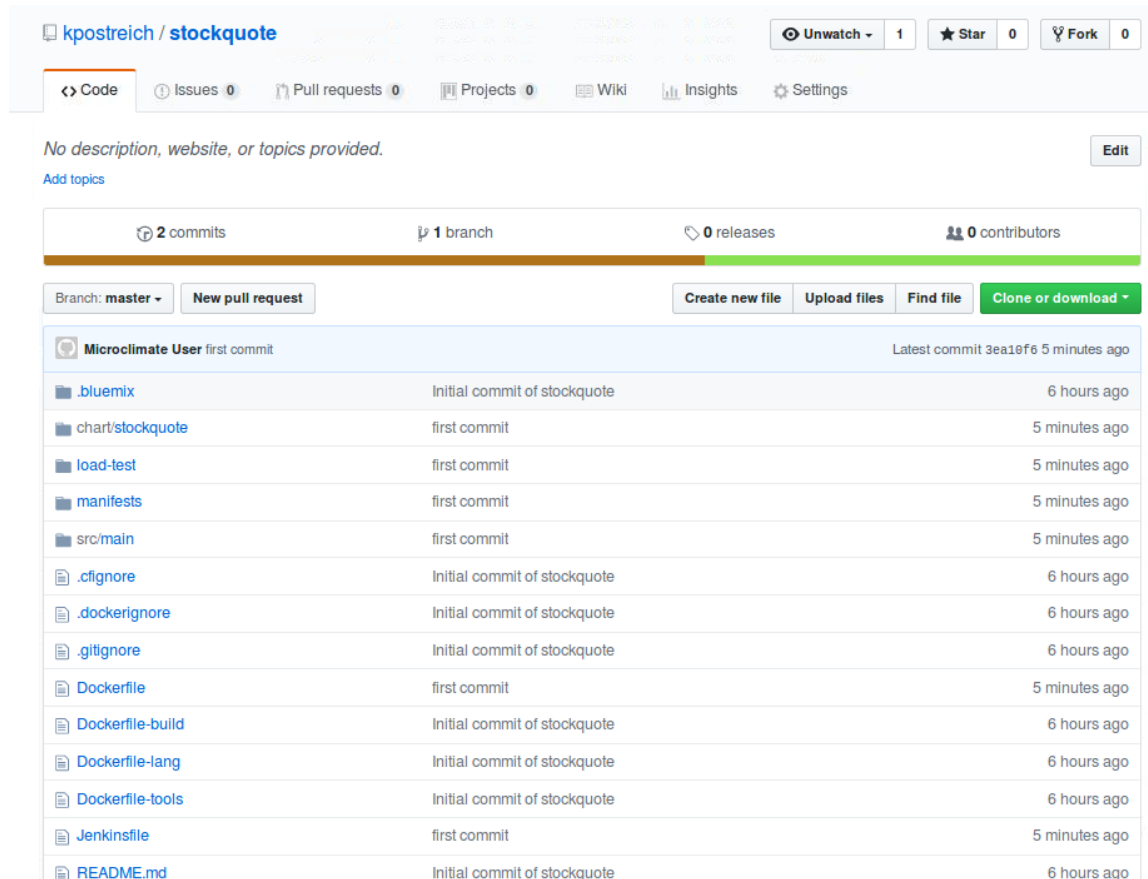 kpostreich / stockquote
Unwatch 1 Star 0 Fork 0
Code Issues 0 Pull requests 0 Projects 0 Wiki Insights Settings
No description, website, or topics provided. Edit
Add topics
2 commits 1 branch 0 releases 0 contributors
Branch: master New pull request Create new file Upload files Find file Clone or download
Microclimate User first commit Latest commit 3ea10f6 5 minutes ago
.bluemix Initial commit of stockquote 6 hours ago
chart/stockquote first commit 5 minutes ago
load-test first commit 5 minutes ago
manifests first commit 5 minutes ago
src/main first commit 5 minutes ago
.cfignore Initial commit of stockquote 6 hours ago
.dockerignore Initial commit of stockquote 6 hours ago
.gitignore Initial commit of stockquote 6 hours ago
Dockerfile first commit 5 minutes ago
Dockerfile-build Initial commit of stockquote 6 hours ago
Dockerfile-lang Initial commit of stockquote 6 hours ago
Dockerfile-tools Initial commit of stockquote 6 hours ago
Jenkinsfile first commit 5 minutes ago
README.md Initial commit of stockquote 6 hours ago